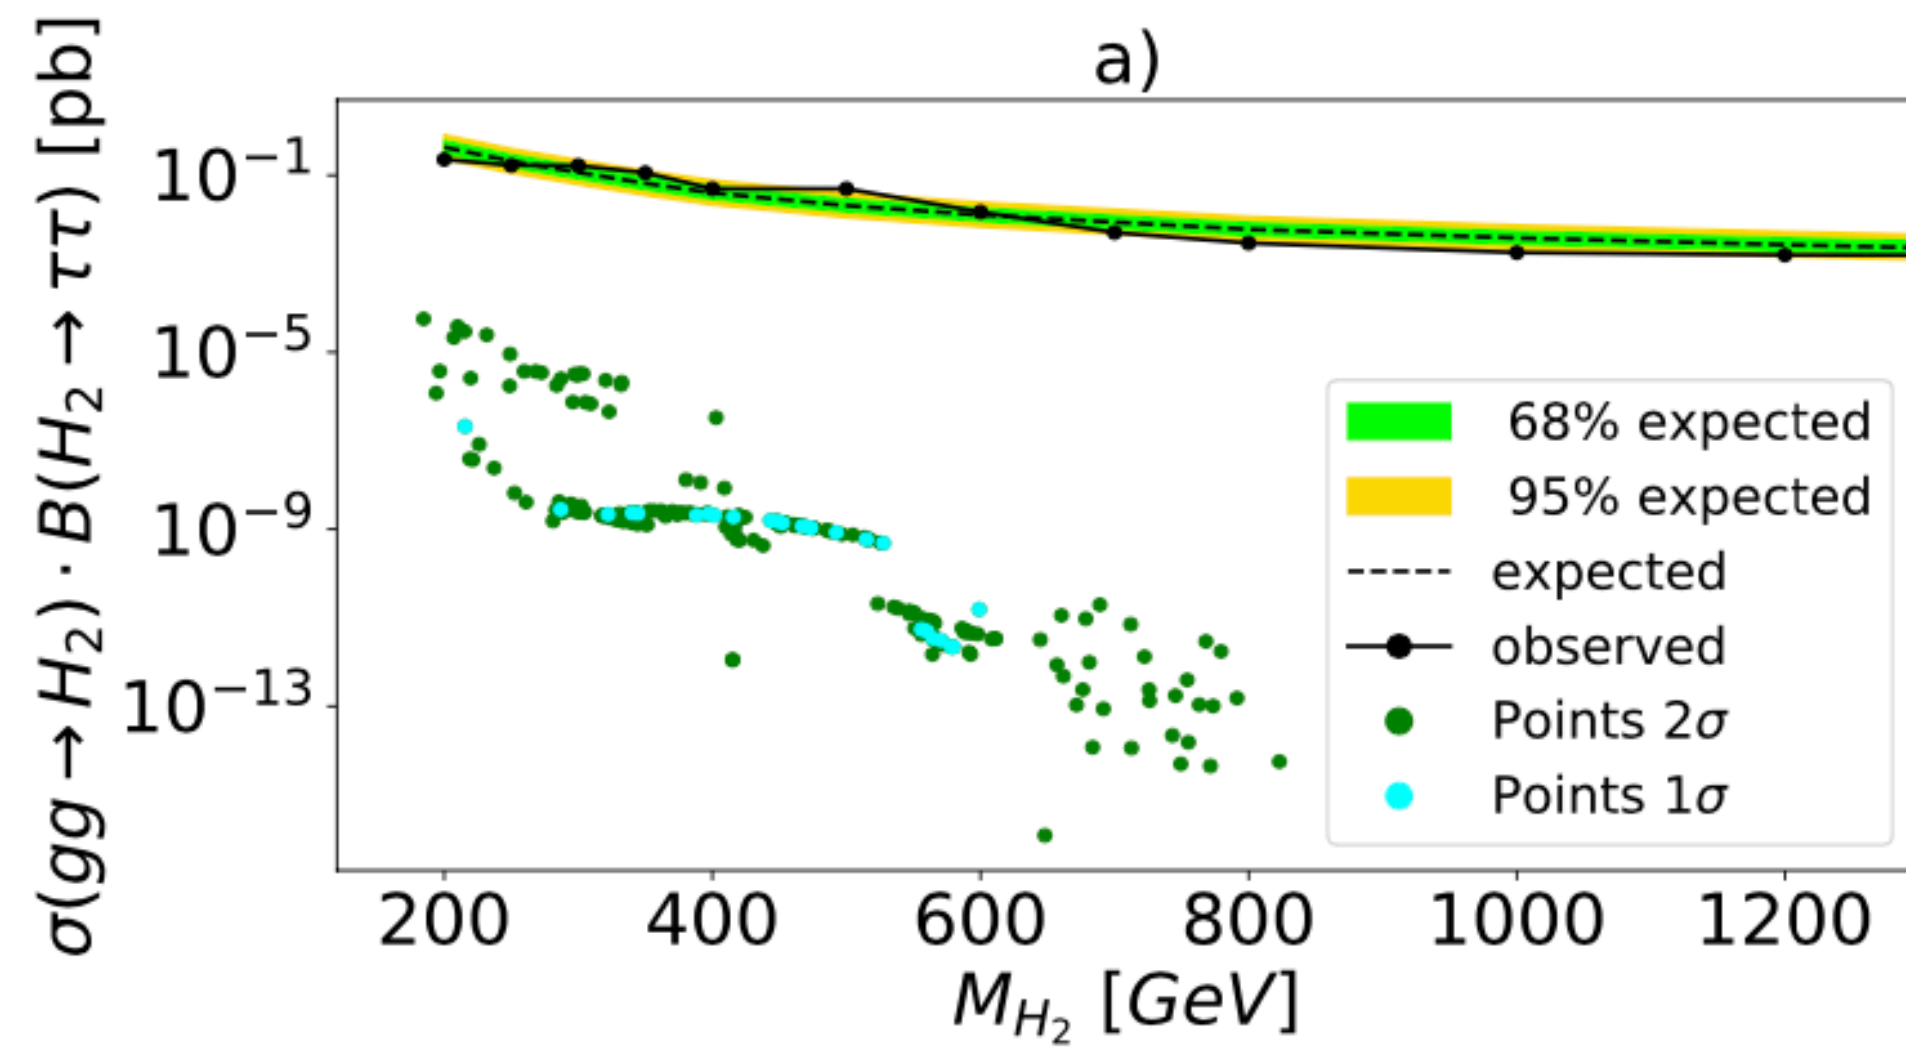 a)
σ(gg → H₂) · B(H₂ → ττ) [pb]
10⁻¹
10⁻⁵
10⁻⁹
10⁻¹³
68% expected
95% expected
expected
observed
Points 2σ
Points 1σ
200 400 600 800 1000 1200
M_{H₂} [GeV]